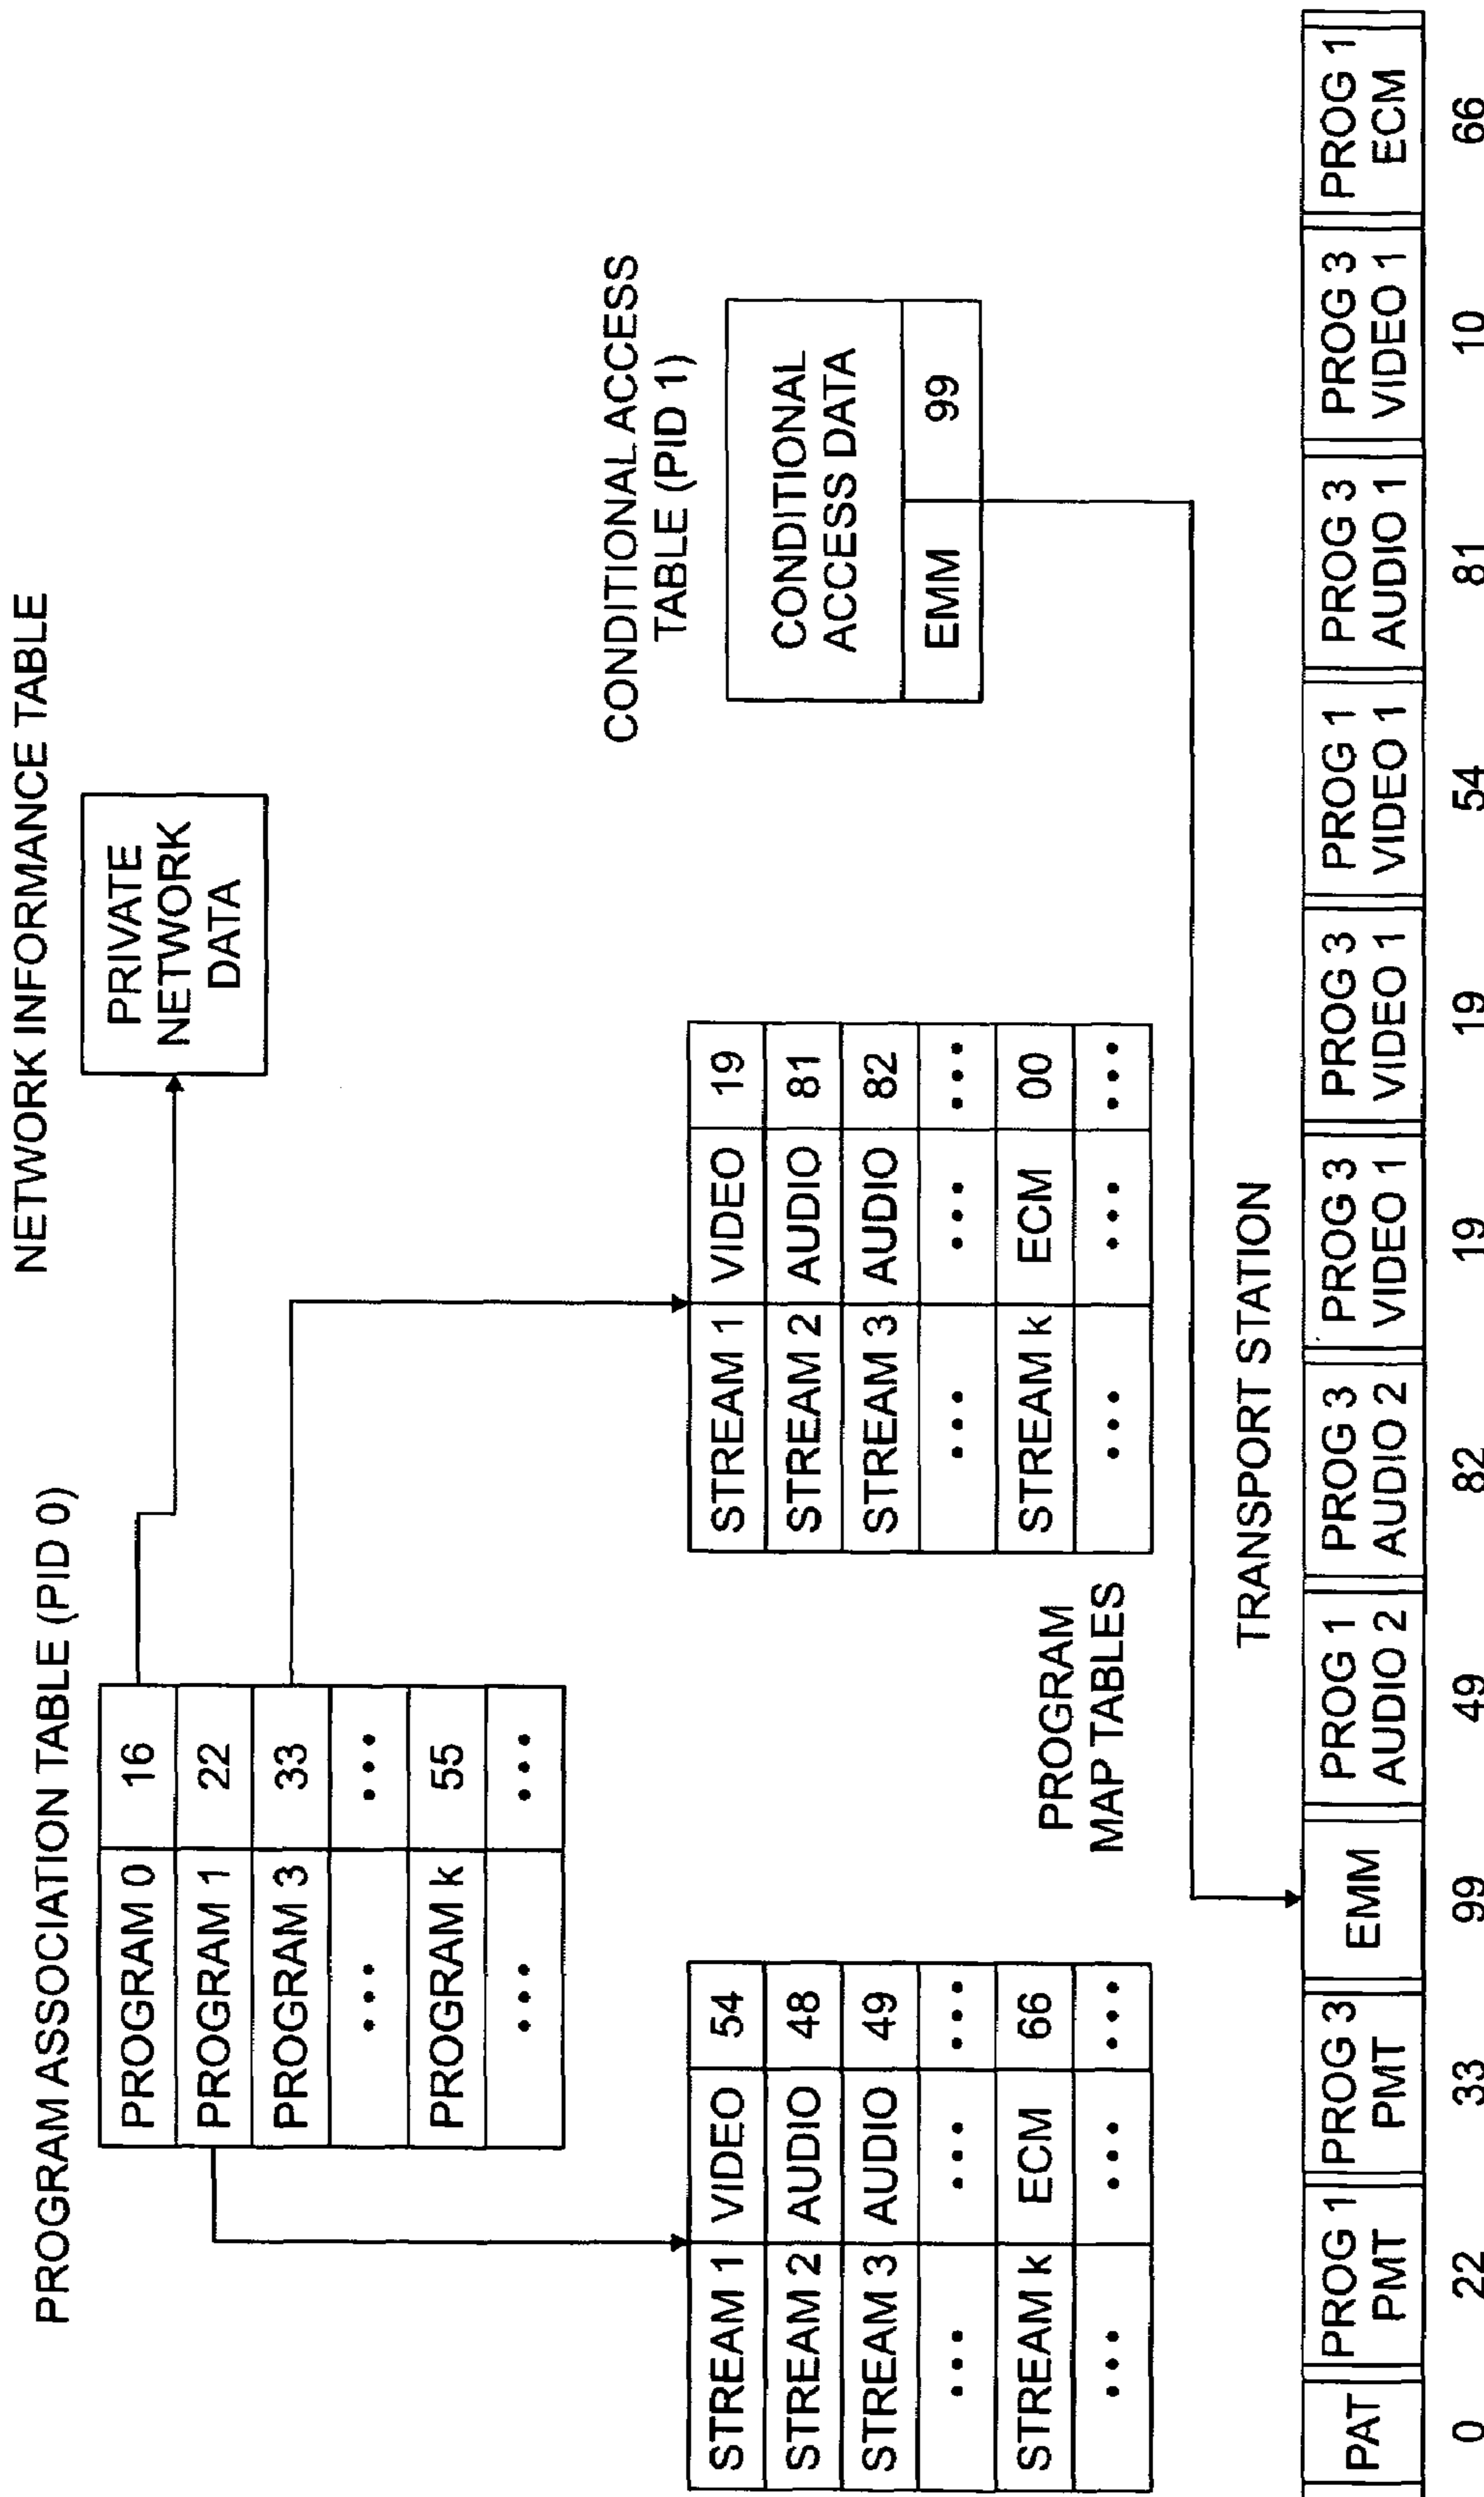 NETWORK INFORMANCE TABLE
PROGRAM ASSOCIATION TABLE (PID 0)
PROGRAM 0 16
PROGRAM 1 22
PROGRAM 3 33
••• •••
PROGRAM k 55
••• •••
PRIVATE
NETWORK
DATA
CONDITIONAL ACCESS
TABLE (PID 1)
CONDITIONAL
ACCESS DATA
EMM 99
STREAM 1 VIDEO 54
STREAM 2 AUDIO 48
STREAM 3 AUDIO 49
••• ••• •••
STREAM k ECM 66
••• ••• •••
STREAM 1 VIDEO 19
STREAM 2 AUDIO 81
STREAM 3 AUDIO 82
••• ••• •••
STREAM k ECM 00
••• ••• •••
PROGRAM
MAP TABLES
TRANSPORT STATION
PAT
PROG 1
PMT
PROG 3
PMT
EMM
PROG 1
AUDIO 2
PROG 3
AUDIO 2
PROG 3
VIDEO 1
PROG 3
VIDEO 1
PROG 1
VIDEO 1
PROG 3
AUDIO 1
PROG 3
VIDEO 1
PROG 1
ECM
0 22 33 99 49 82 19 19 54 81 10 66